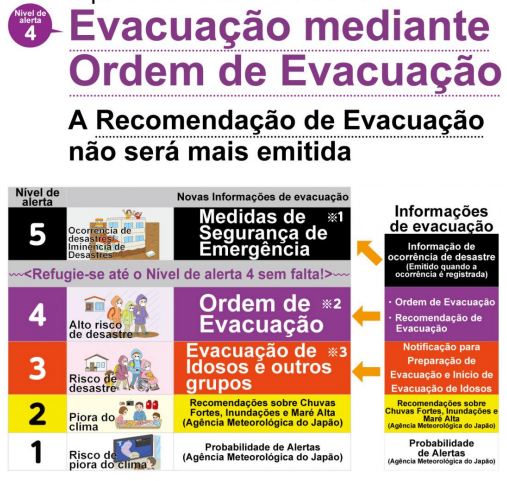 Nível de
alerta
4
Evacuação mediante
Ordem de Evacuação
A Recomendação de Evacuação
não será mais emitida
Nível de
alerta
Novas Informações de evacuação
5
Ocorrência de
desastres/
Iminência de
Desastres
Medidas de ※1
Segurança de
Emergência
<Refugie-se até o Nível de alerta 4 sem falta!>
4
Alto risco
de desastre
Ordem de ※2
Evacuação
3
Risco de
desastre
Evacuação de ※3
Idosos e outros
grupos
2
Piora do
clima
Recomendações sobre Chuvas
Fortes, Inundações e Maré Alta
(Agência Meteorológica do Japão)
1
Risco de
piora do clima
Probabilidade de Alertas
(Agência Meteorológica do Japão)
Informações
de evacuação
Informação de
ocorrência de desastre
(Emitido quando a
ocorrência é registrada)
・Ordem de Evacuação
・Recomendação de
Evacuação
Notificação para
Preparação de
Evacuação e Inicio de
Evacuação de Idosos
Recomendações sobre
Chuvas Fortes, Inundações e
Maré Alta
(Agência Meteorológica do Japão)
Probabilidade
de Alertas
(Agência Meteorológica do Japão)